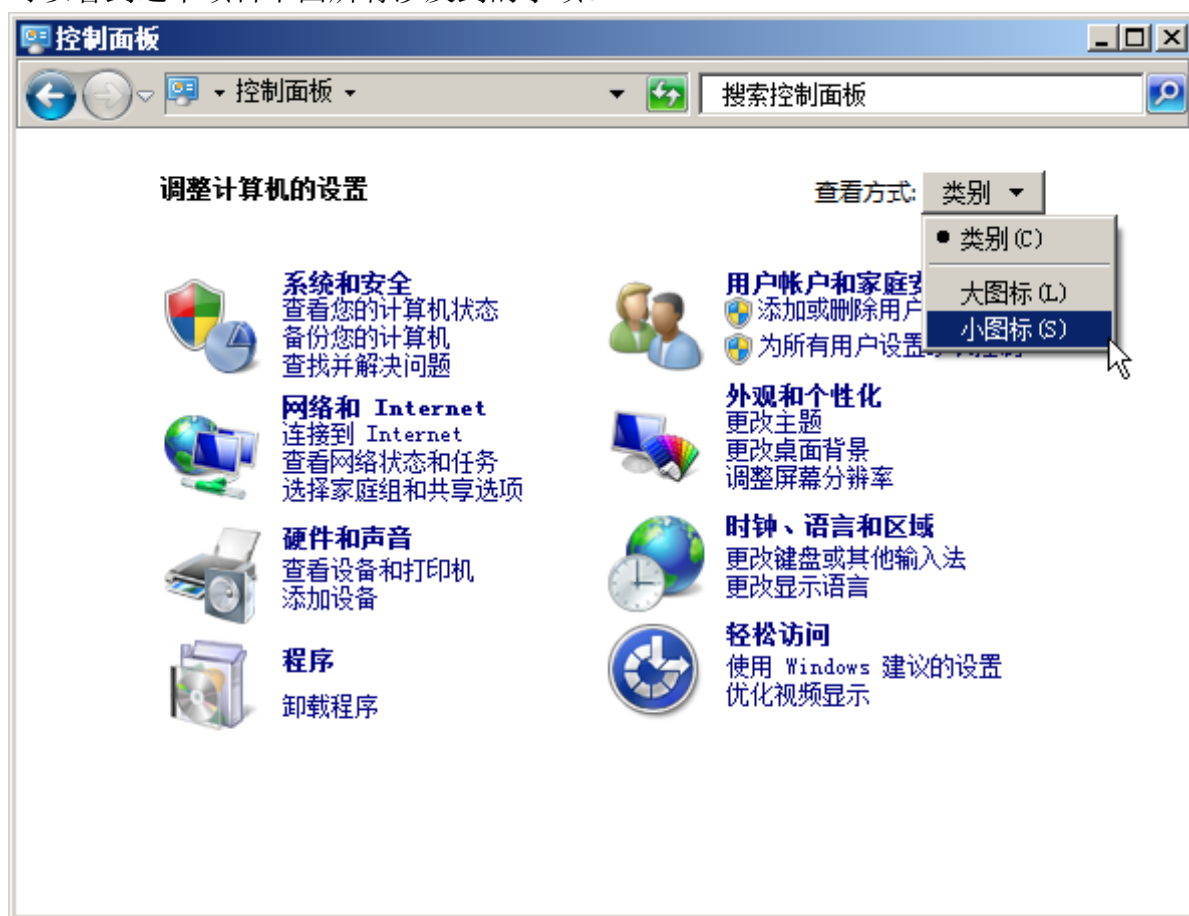 控制面板
控制面板
搜索控制面板
调整计算机的设置
查看方式:
类别
类别(C)
大图标(L)
小图标(S)
系统和安全
查看您的计算机状态
备份您的计算机
查找并解决问题
网络和 Internet
连接到 Internet
查看网络状态和任务
选择家庭组和共享选项
硬件和声音
查看设备和打印机
添加设备
程序
卸载程序
用户帐户和家庭安
添加或删除用户
为所有用户设置
外观和个性化
更改主题
更改桌面背景
调整屏幕分辨率
时钟、语言和区域
更改键盘或其他输入法
更改显示语言
轻松访问
使用 Windows 建议的设置
优化视频显示